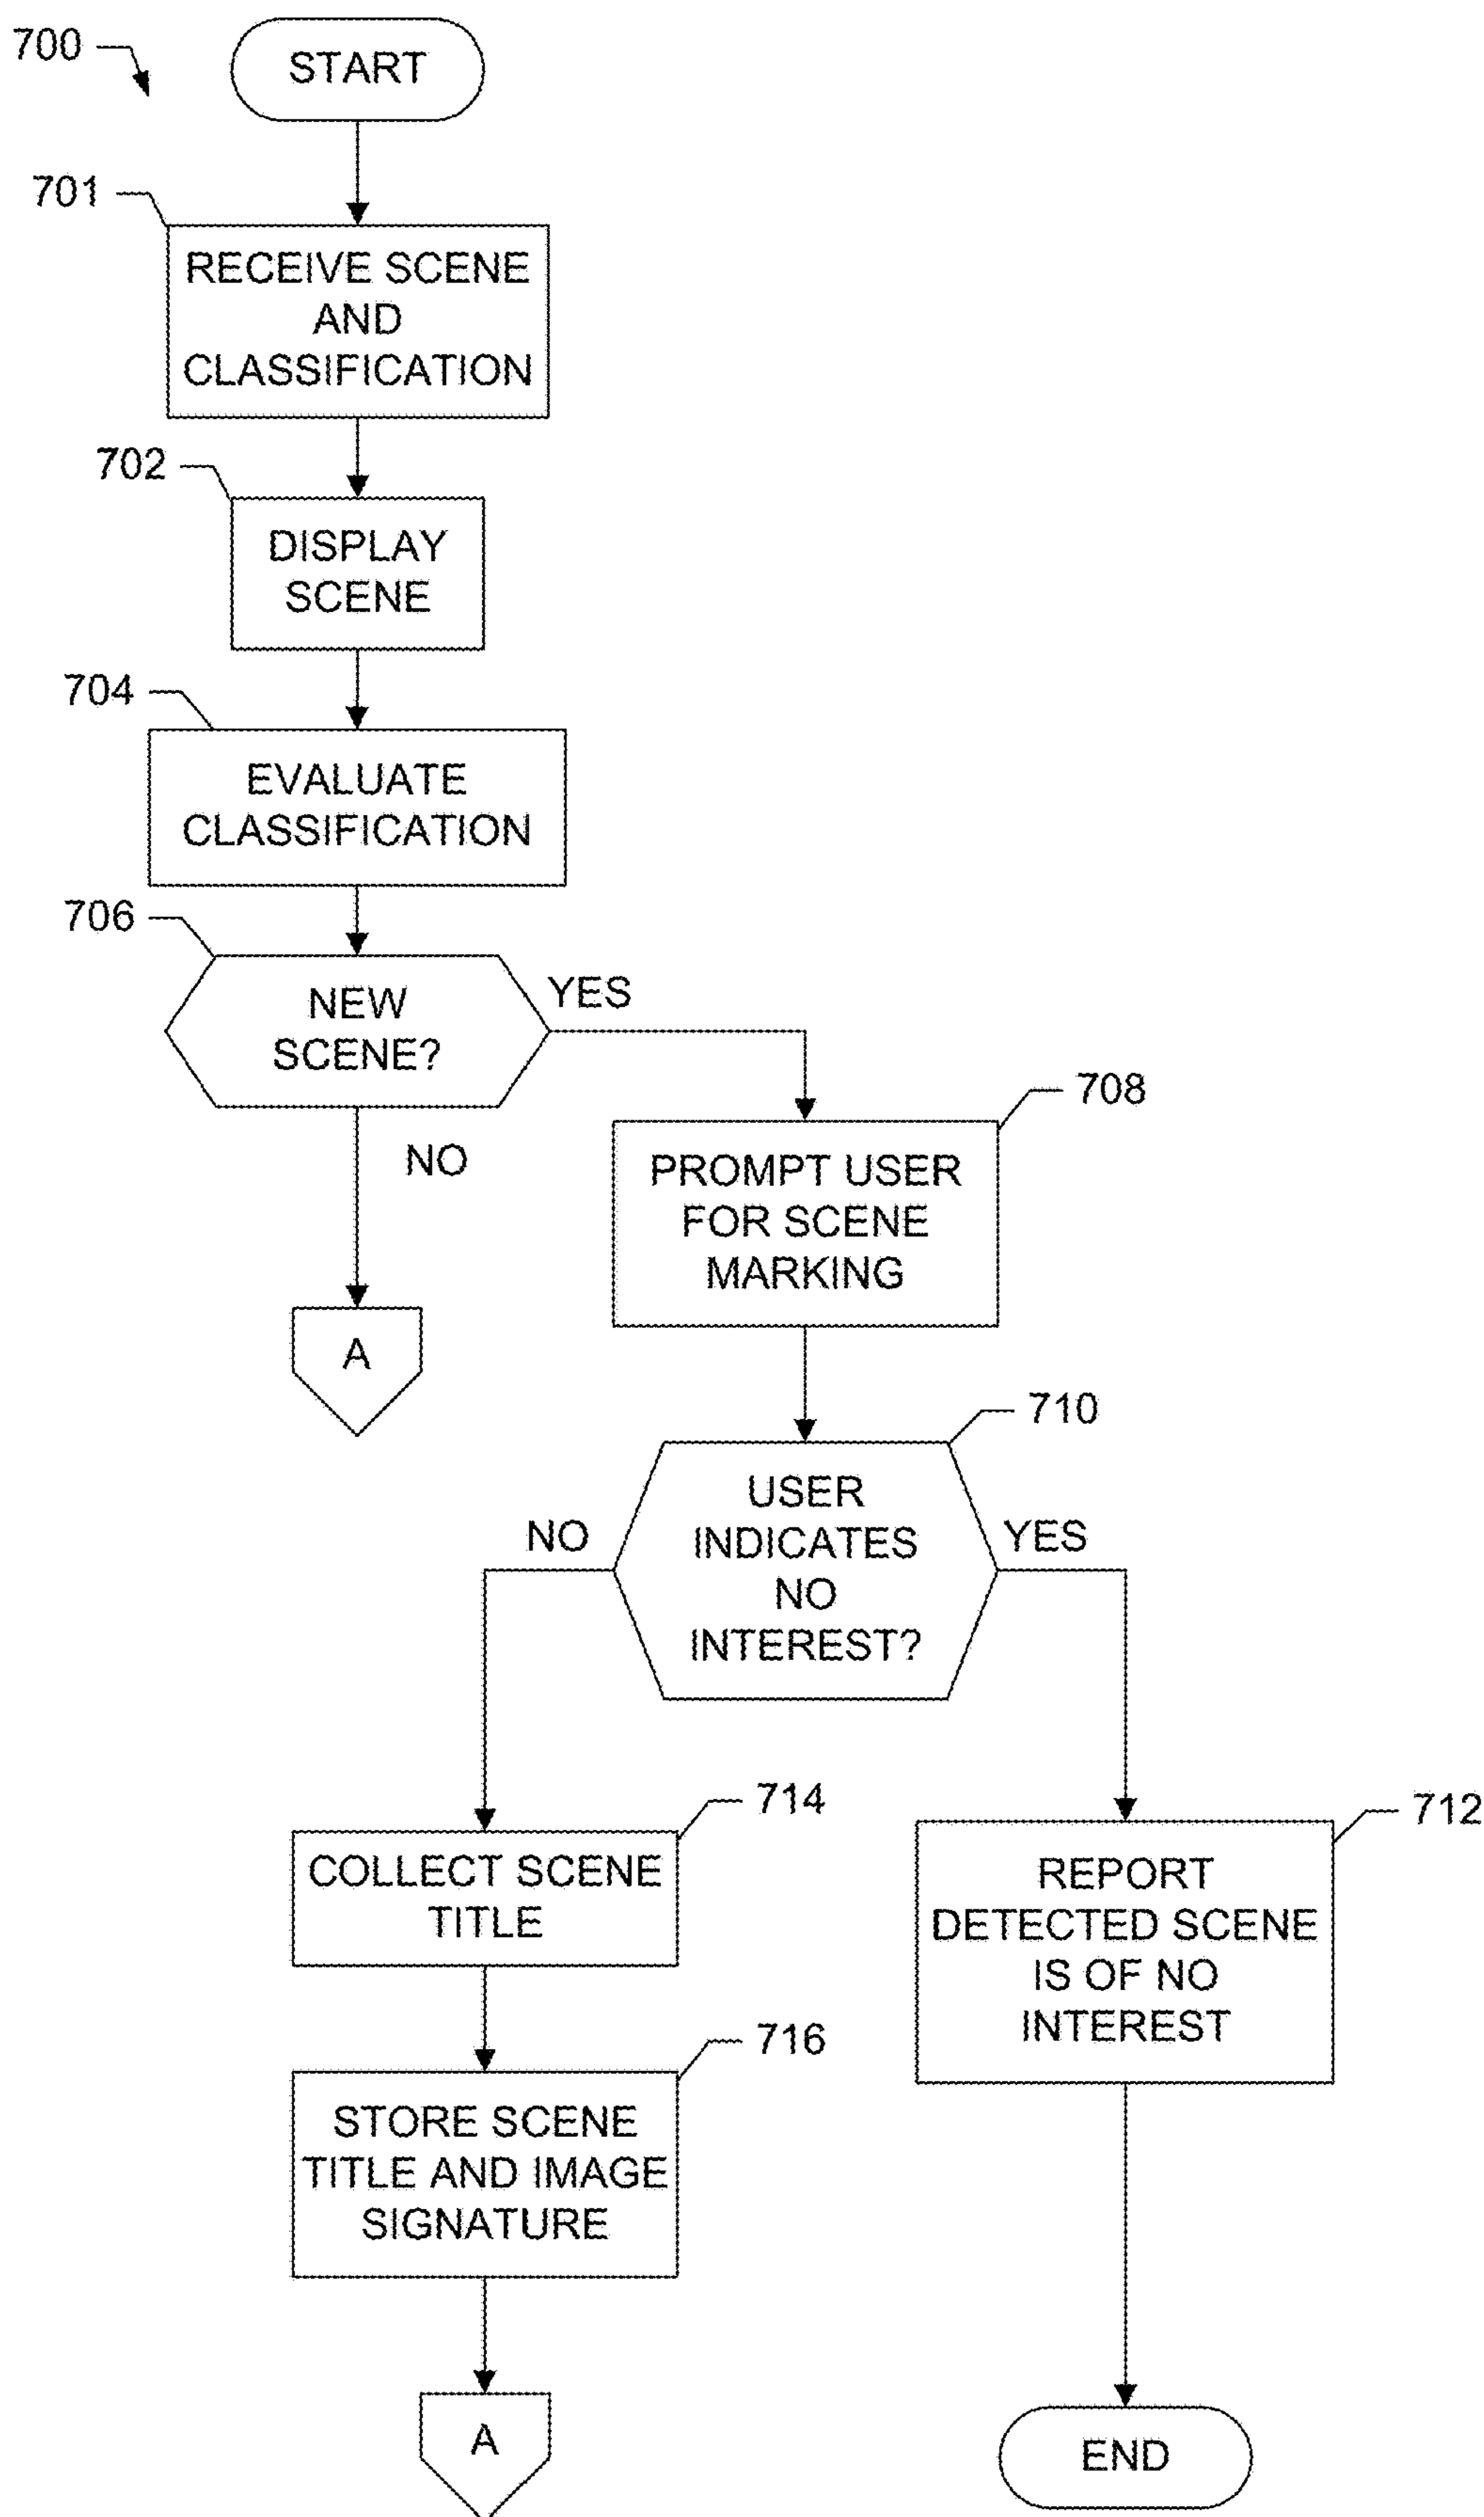 700
START
701
RECEIVE SCENE
AND
CLASSIFICATION
702
DISPLAY
SCENE
704
EVALUATE
CLASSIFICATION
706
NEW
SCENE?
YES
NO
A
708
PROMPT USER
FOR SCENE
MARKING
710
USER
INDICATES
NO
INTEREST?
NO
YES
714
COLLECT SCENE
TITLE
712
REPORT
DETECTED SCENE
IS OF NO
INTEREST
716
STORE SCENE
TITLE AND IMAGE
SIGNATURE
A
END